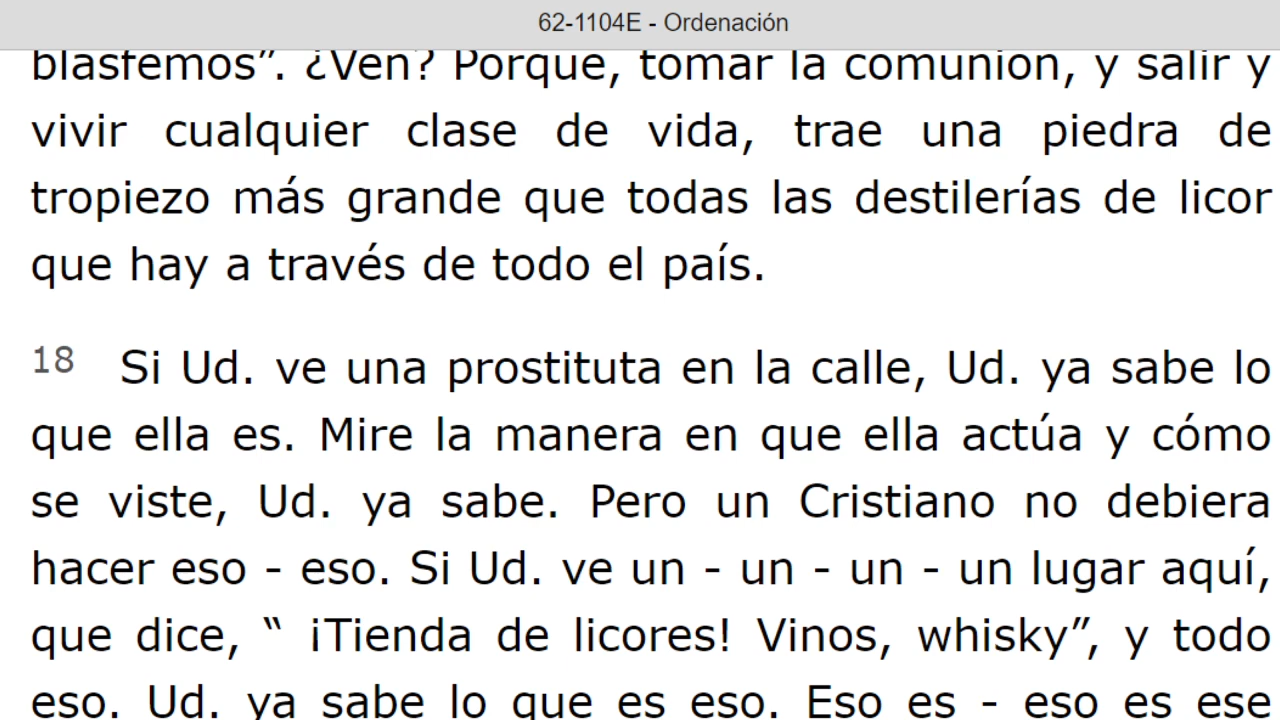 62-1104E - Ordenación
blasfemos”. ¿Ven? Porque, tomar la comunión, y salir y
vivir cualquier clase de vida, trae una piedra de
tropiezo más grande que todas las destilerías de licor
que hay a través de todo el país.
18 Si Ud. ve una prostituta en la calle, Ud. ya sabe lo
que ella es. Mire la manera en que ella actúa y cómo
se viste, Ud. ya sabe. Pero un Cristiano no debiera
hacer eso - eso. Si Ud. ve un - un - un - un lugar aquí,
que dice, “ ¡Tienda de licores! Vinos, whisky”, y todo
eso. Ud. ya sabe lo que es eso. Eso es - eso es ese